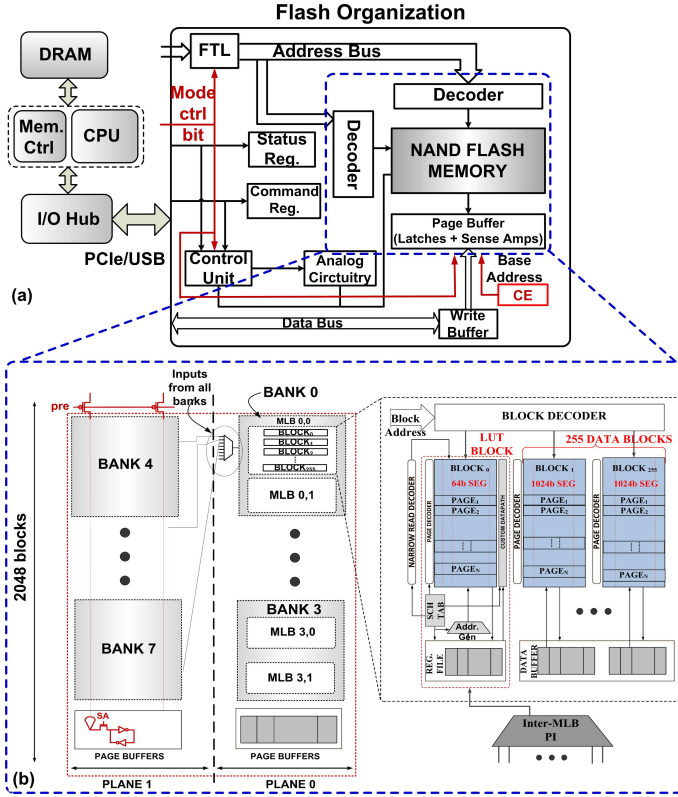 Flash Organization
DRAM
Mem.
Ctrl
CPU
I/O Hub
PCIe/USB
(a)
FTL
Address Bus
Mode
ctrl
bit
Status
Reg.
Command
Reg.
Control
Unit
Analog
Circtuitry
Decoder
Decoder
NAND FLASH
MEMORY
Page Buffer
(Latches + Sense Amps)
Base
Address
CE
Write
Buffer
Data Bus
Inputs
from all
banks
pre
2048 blocks
BANK 4
BANK 7
SA
PAGE BUFFERS
PLANE 1
BANK 0
MLB 0,0
BLOCK0
BLOCK1
BLOCK2
BLOCK255
MLB 0,1
BANK 3
MLB 3,0
MLB 3,1
PAGE BUFFERS
PLANE 0
(b)
Block
Address
BLOCK DECODER
LUT
BLOCK
255 DATA BLOCKS
NARROW READ DECODER
PAGE DECODER
BLOCK 0
64b SEG
PAGE1
PAGE2
PAGEN
CUSTOM DATAPATH
PAGE DECODER
BLOCK 1
1024b SEG
PAGE1
PAGE2
PAGEN
PAGE DECODER
BLOCK 255
1024b SEG
PAGE1
PAGE2
PAGEN
SCH
TAB
Addr.
Gen
REG.
FILE
DATA
BUFFER
Inter-MLB
PI